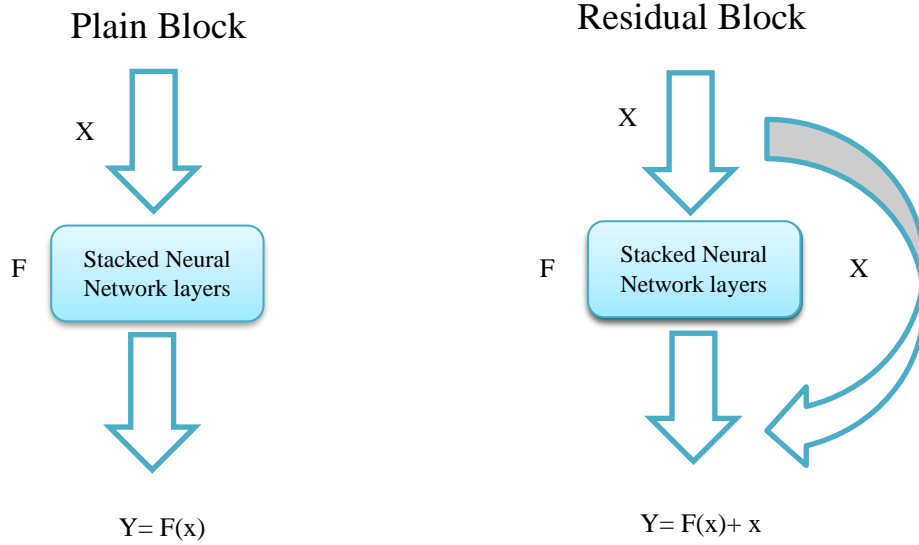 Plain Block
X
F
Stacked Neural
Network layers
Y= F(x)
Residual Block
X
F
Stacked Neural
Network layers
X
Y= F(x)+ x